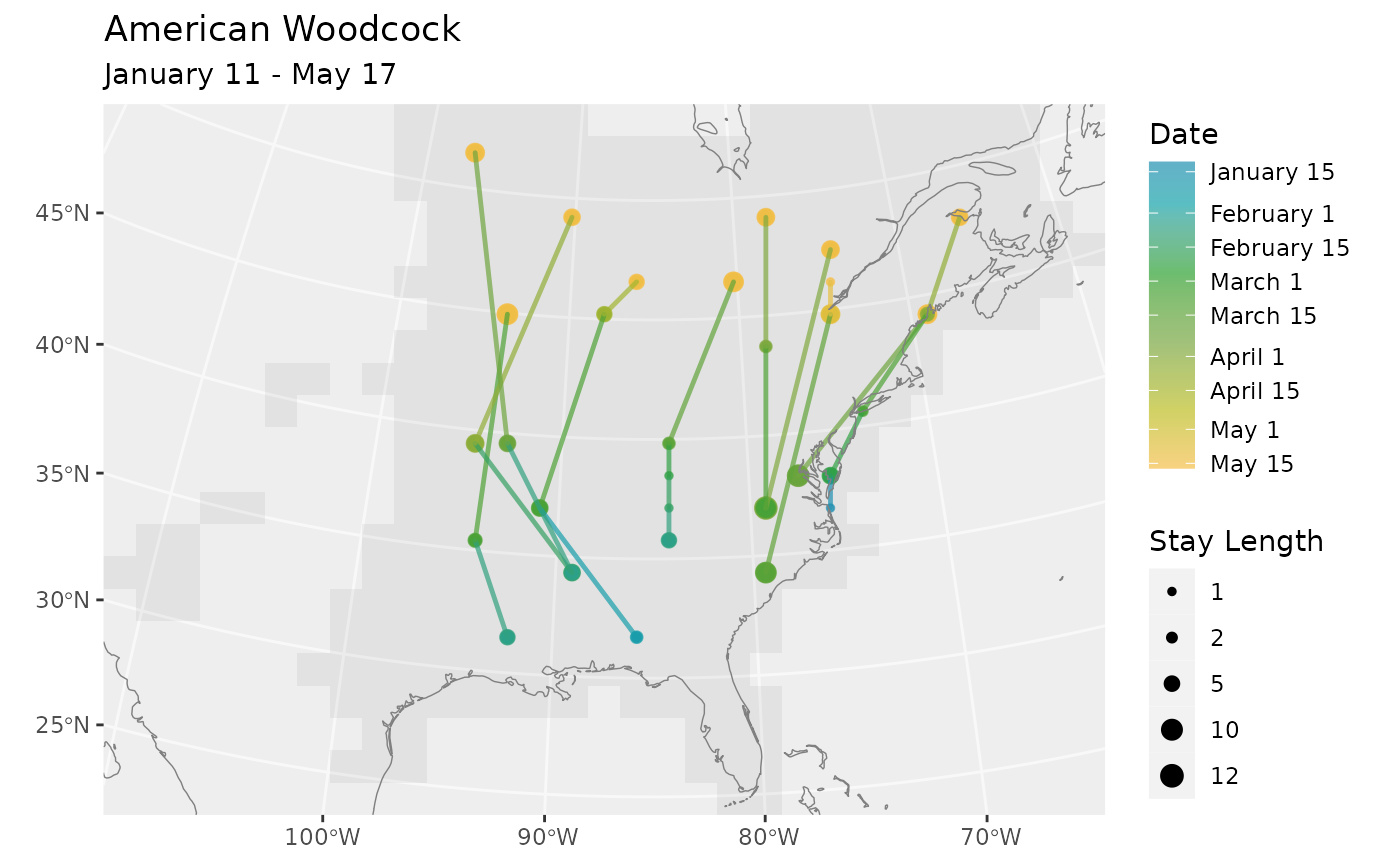 American Woodcock
January 11 - May 17
45°N
40°N
35°N
30°N
25°N
100°W
90°W
80°W
70°W
Date
January 15
February 1
February 15
March 1
March 15
April 1
April 15
May 1
May 15
Stay Length
1
2
5
10
12